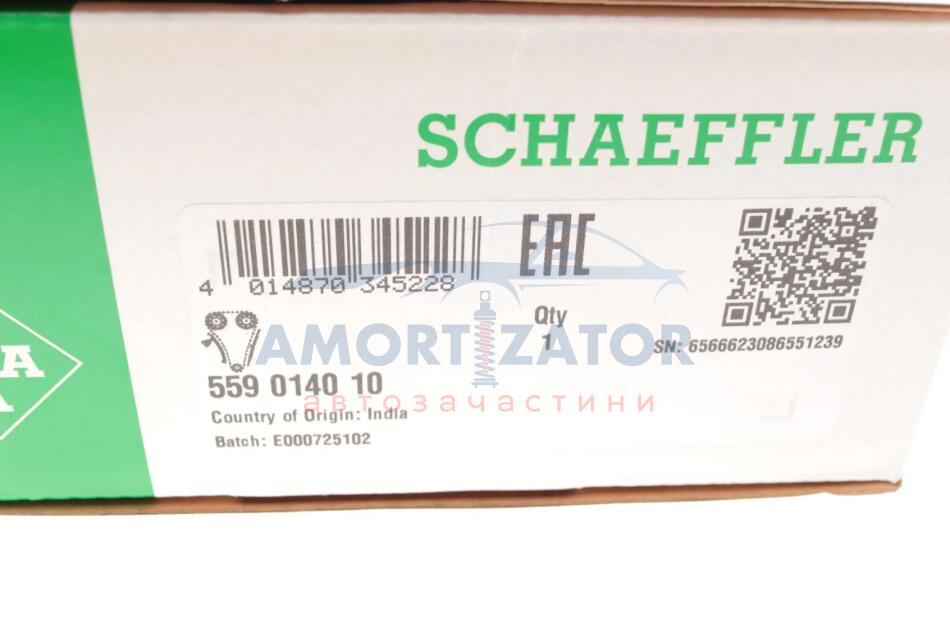 SCHAEFFLER
EAC
4 014870 345228
Qty
1
SN: 6566623086551239
AMORTIZATOR
559 0140 10
автозачастини
Country of Origin: India
Batch: E000725102